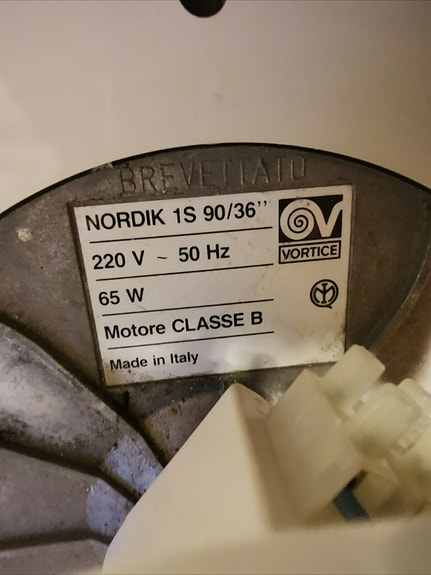 BREVETTATO
NORDIK 1S 90/36''
VORTICE
220 V ~ 50 Hz
65 W
Motore CLASSE B
Made in Italy